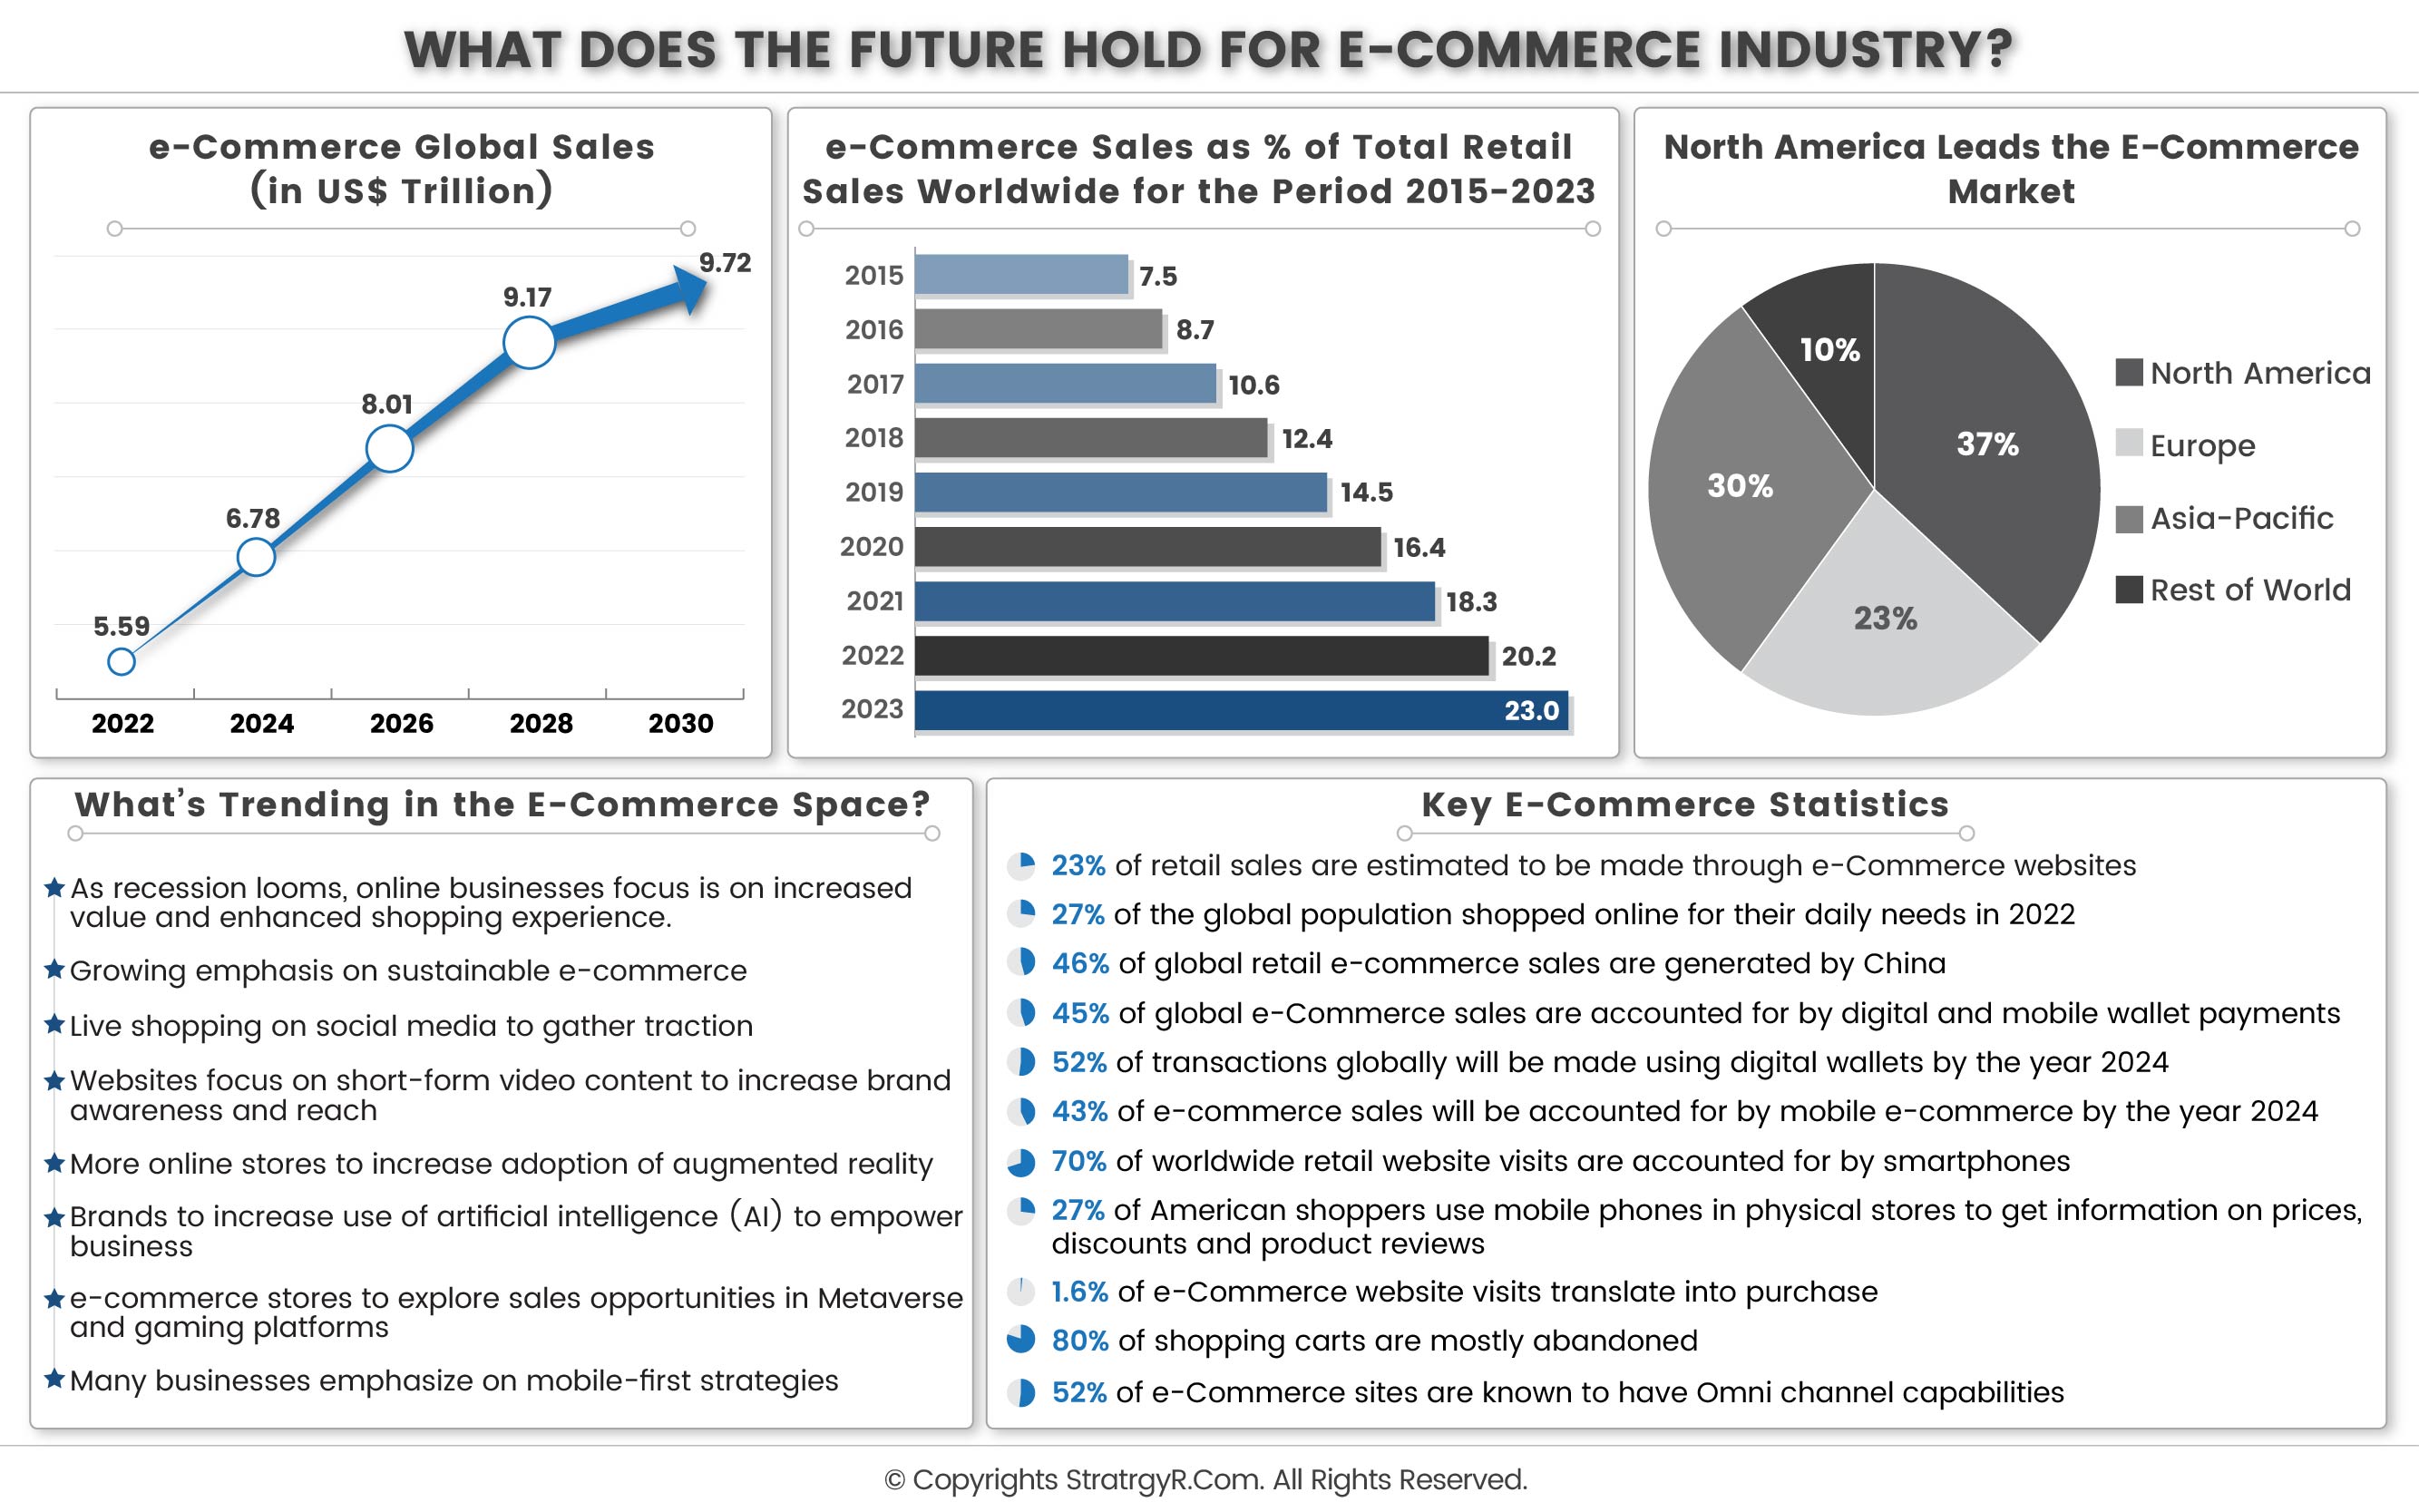 WHAT DOES THE FUTURE HOLD FOR E-COMMERCE INDUSTRY?
e-Commerce Global Sales
(in US$ Trillion)
9.72
9.17
8.01
6.78
5.59
2022 2024 2026 2028 2030
e-Commerce Sales as % of Total Retail
Sales Worldwide for the Period 2015-2023
2015 7.5
2016 8.7
2017 10.6
2018 12.4
2019 14.5
2020 16.4
2021 18.3
2022 20.2
2023 23.0
North America Leads the E-Commerce
Market
10%
37%
30%
23%
North America
Europe
Asia-Pacific
Rest of World
What's Trending in the E-Commerce Space?
As recession looms, online businesses focus is on increased
value and enhanced shopping experience.
Growing emphasis on sustainable e-commerce
Live shopping on social media to gather traction
Websites focus on short-form video content to increase brand
awareness and reach
More online stores to increase adoption of augmented reality
Brands to increase use of artificial intelligence (AI) to empower
business
e-commerce stores to explore sales opportunities in Metaverse
and gaming platforms
Many businesses emphasize on mobile-first strategies
Key E-Commerce Statistics
23% of retail sales are estimated to be made through e-Commerce websites
27% of the global population shopped online for their daily needs in 2022
46% of global retail e-commerce sales are generated by China
45% of global e-Commerce sales are accounted for by digital and mobile wallet payments
52% of transactions globally will be made using digital wallets by the year 2024
43% of e-commerce sales will be accounted for by mobile e-commerce by the year 2024
70% of worldwide retail website visits are accounted for by smartphones
27% of American shoppers use mobile phones in physical stores to get information on prices,
discounts and product reviews
1.6% of e-Commerce website visits translate into purchase
80% of shopping carts are mostly abandoned
52% of e-Commerce sites are known to have Omni channel capabilities
© Copyrights StratrgyR.Com. All Rights Reserved.